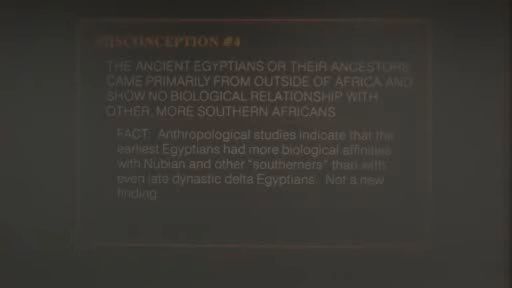 MISCONCEPTION #4
THE ANCIENT EGYPTIANS OR THEIR ANCESTORS
CAME PRIMARILY FROM OUTSIDE OF AFRICA AND
SHOW NO BIOLOGICAL RELATIONSHIP WITH
OTHER, MORE SOUTHERN AFRICANS
FACT: Anthropological studies indicate that the
earliest Egyptians had more biological affinities
with Nubian and other "southerners" than with
even late dynastic delta Egyptians. Not a new
finding.